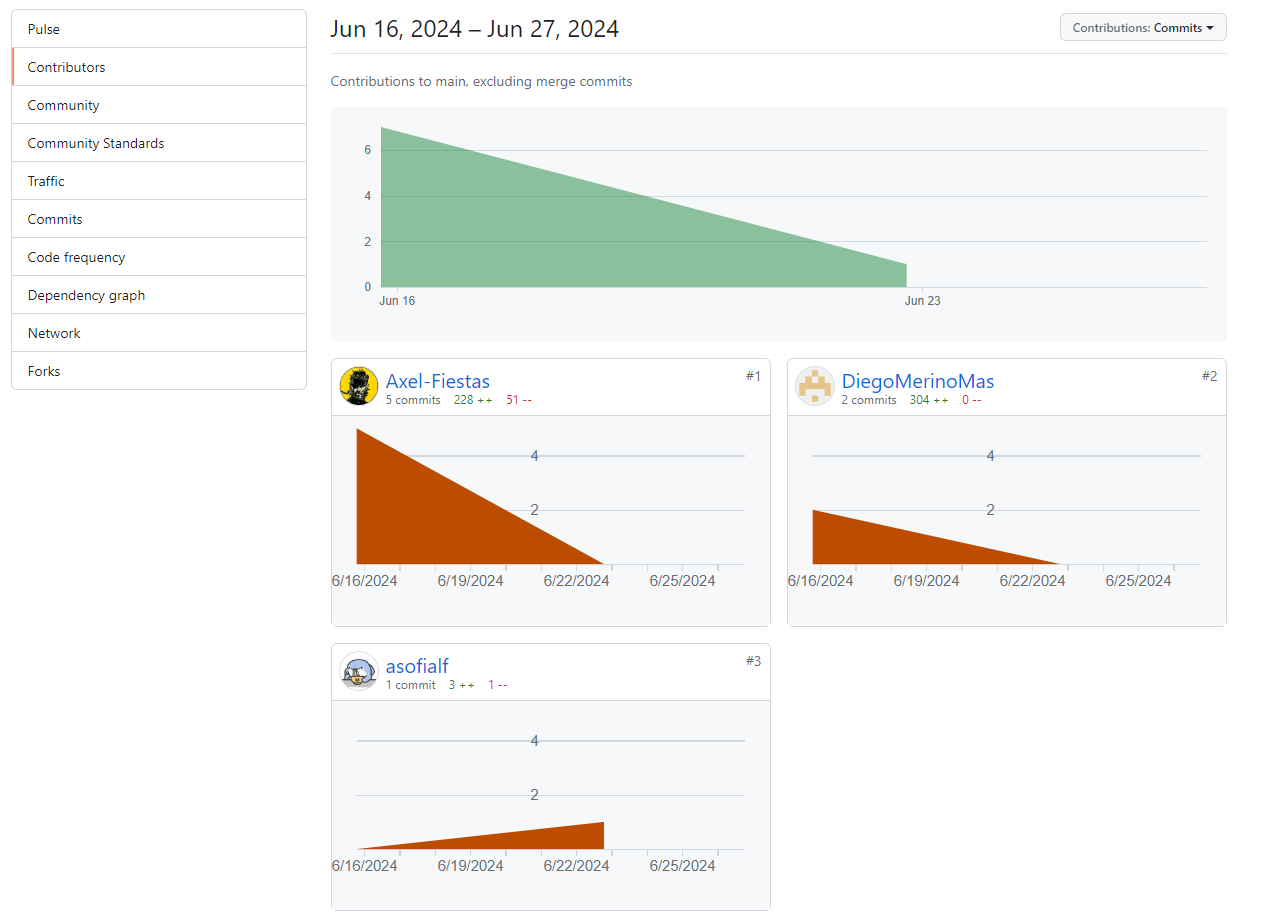 Pulse
Contributors
Community
Community Standards
Traffic
Commits
Code frequency
Dependency graph
Network
Forks
Jun 16, 2024 – Jun 27, 2024
Contributions: Commits
Contributions to main, excluding merge commits
6
4
2
0
Jun 16 Jun 23
Axel-Fiestas #1
5 commits 228 ++ 51 --
4
2
6/16/2024 6/19/2024 6/22/2024 6/25/2024
DiegoMerinoMas #2
2 commits 304 ++ 0 --
4
2
6/16/2024 6/19/2024 6/22/2024 6/25/2024
asofialf #3
1 commit 3 ++ 1 --
4
2
6/16/2024 6/19/2024 6/22/2024 6/25/2024